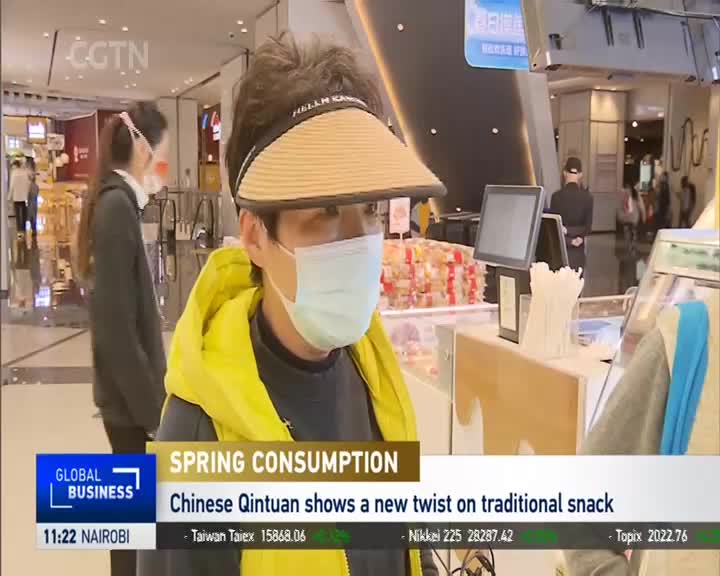 CGTN
SPRING CONSUMPTION
GLOBAL
BUSINESS
Chinese Qintuan shows a new twist on traditional snack
11:22 NAIROBI
- Taiwan Taiex 15868.06
- Nikkei 225 28287.42
- Topix 2022.76